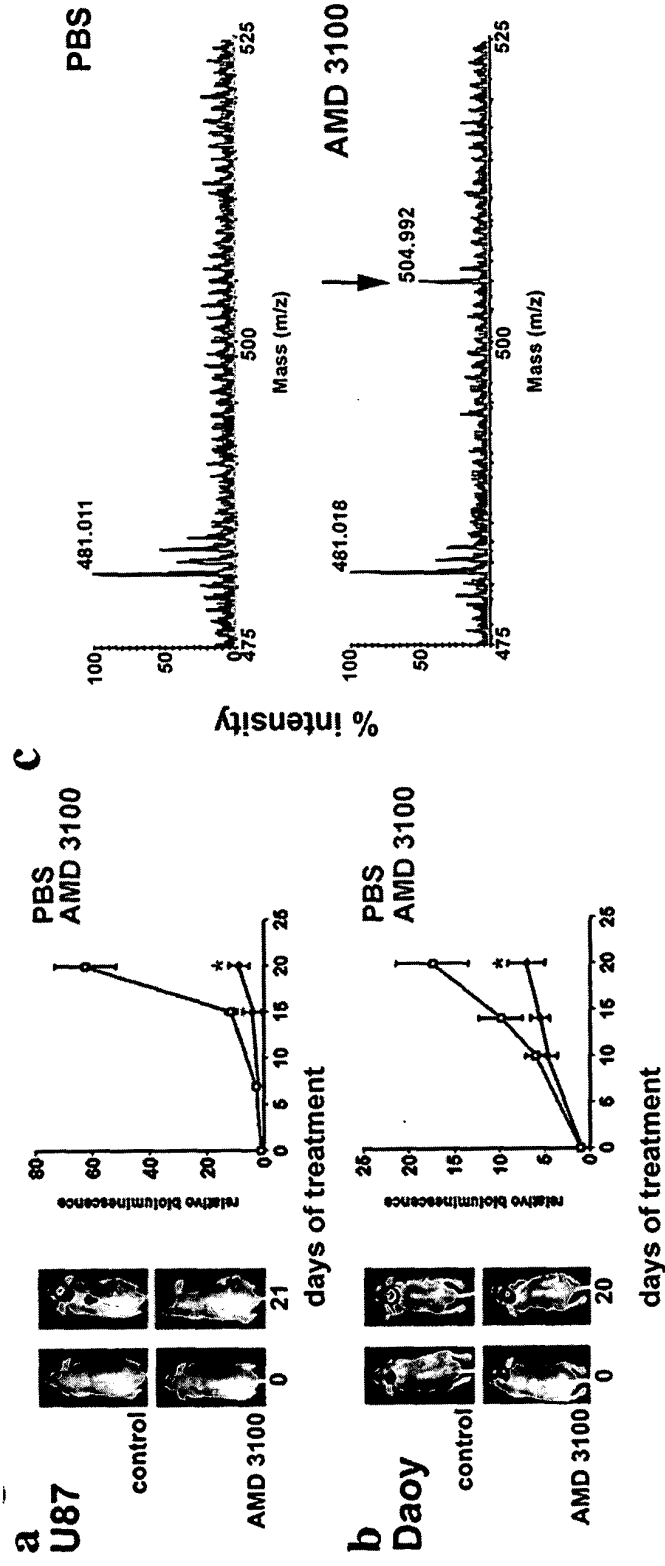 a
U87
control
AMD 3100
0
21
relative bioluminescence
80
60
40
20
0
0
5
10
15
20
25
days of treatment
PBS
AMD 3100
*
b
Daoy
control
AMD 3100
0
20
relative bioluminescence
25
20
15
10
5
0
0
5
10
15
20
25
days of treatment
PBS
AMD 3100
*
c
% intensity
PBS
100
50
0
481.011
475
500
525
Mass (m/z)
AMD 3100
100
50
481.018
504.992
475
500
525
Mass (m/z)